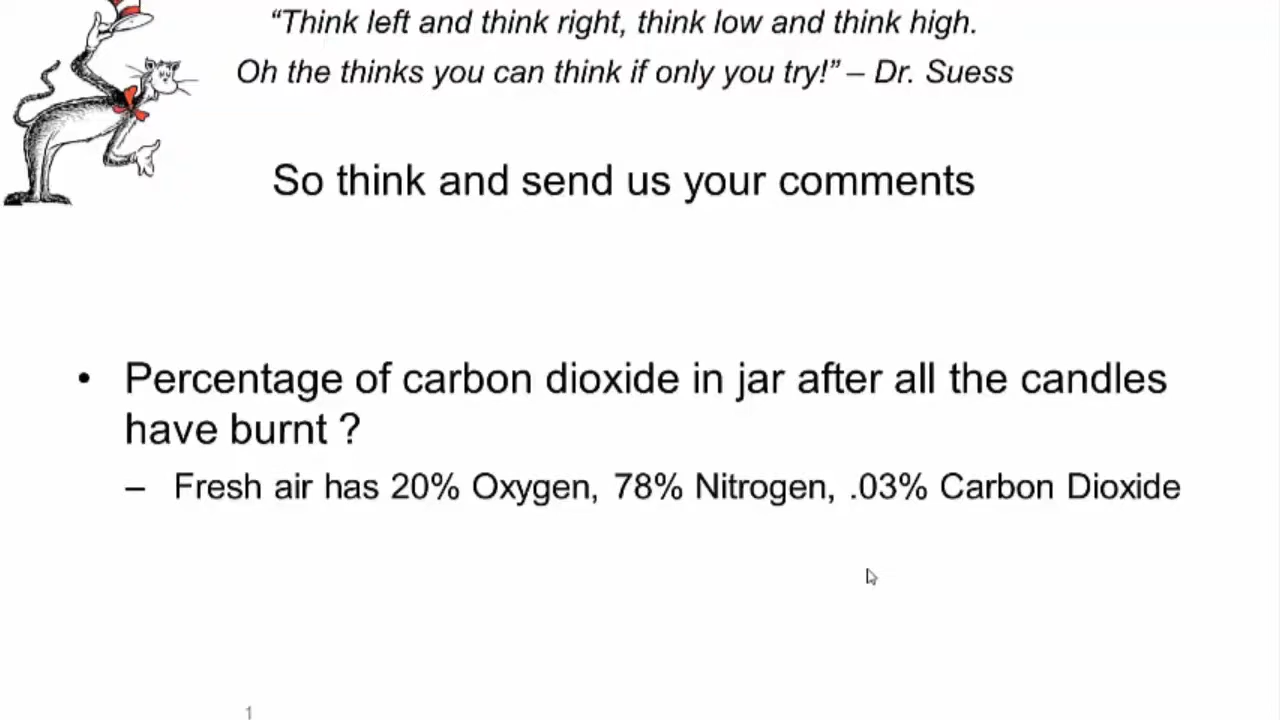 “Think left and think right, think low and think high.
Oh the thinks you can think if only you try!” – Dr. Suess
So think and send us your comments
• Percentage of carbon dioxide in jar after all the candles
have burnt ?
– Fresh air has 20% Oxygen, 78% Nitrogen, .03% Carbon Dioxide
1